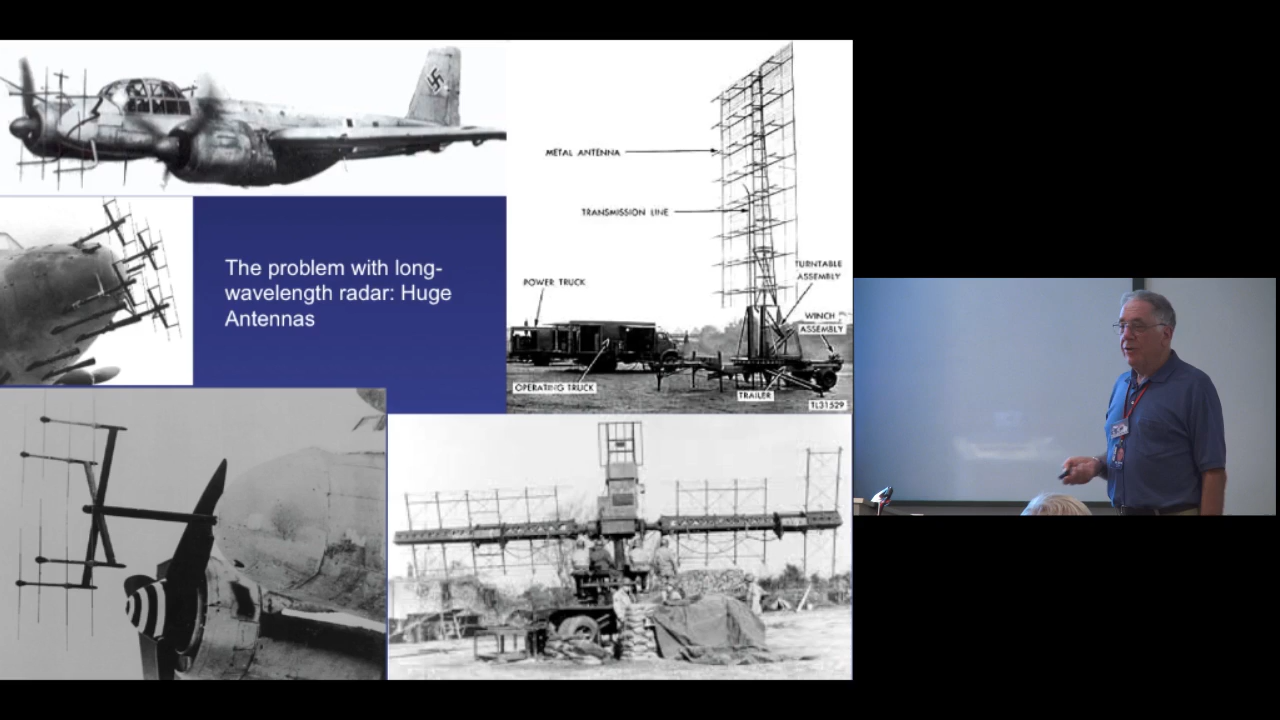 The problem with long-
wavelength radar: Huge
Antennas
METAL ANTENNA
TRANSMISSION LINE
TURNTABLE
ASSEMBLY
POWER TRUCK
WINCH
ASSEMBLY
OPERATING TRUCK
TRAILER
TL31529